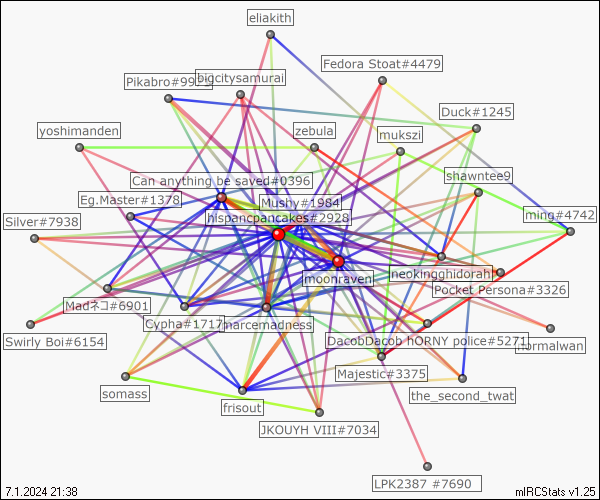 eliakith
Fedora Stoat#4479
bigcitysamurai
Pikabro#99
Duck#1245
yoshimanden
zebula
mukszi
shawntee9
Can anything be saved#0396
Eg.Master#1378
Mushy#1984
hispancpancakes#2928
ming#4742
Silver#7938
neokingghidorah
moonraven
Pocket Persona#3326
Madネコ#6901
Cypha#1717
marcemadness
Swirly Boi#6154
DacobDacob hORNY police#5271
normalwan
Majestic#3375
somass
the_second_twat
frisout
JKOUYH VIII#7034
LPK2387 #7690
7.1.2024 21:38
mIRCStats v1.25